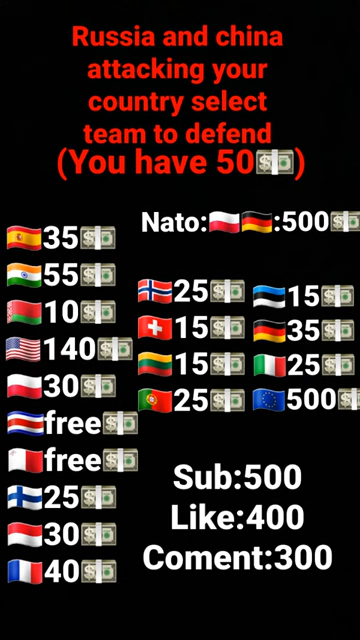 Russia and china
attacking your
country select
team to defend
(You have 50💵)
Nato:🇵🇱🇩🇪:500💵
🇪🇸35💵
🇮🇳55💵
🇧🇾10💵
🇺🇸140💵
🇵🇱30💵
🇨🇷free💵
🇲🇹free💵
🇫🇮25💵
🇮🇩30💵
🇫🇷40💵
🇳🇴25💵
🇨🇭15💵
🇱🇹15💵
🇵🇹25💵
🇪🇪15💵
🇩🇪35💵
🇮🇹25💵
🇪🇺500💵
Sub:500
Like:400
Coment:300